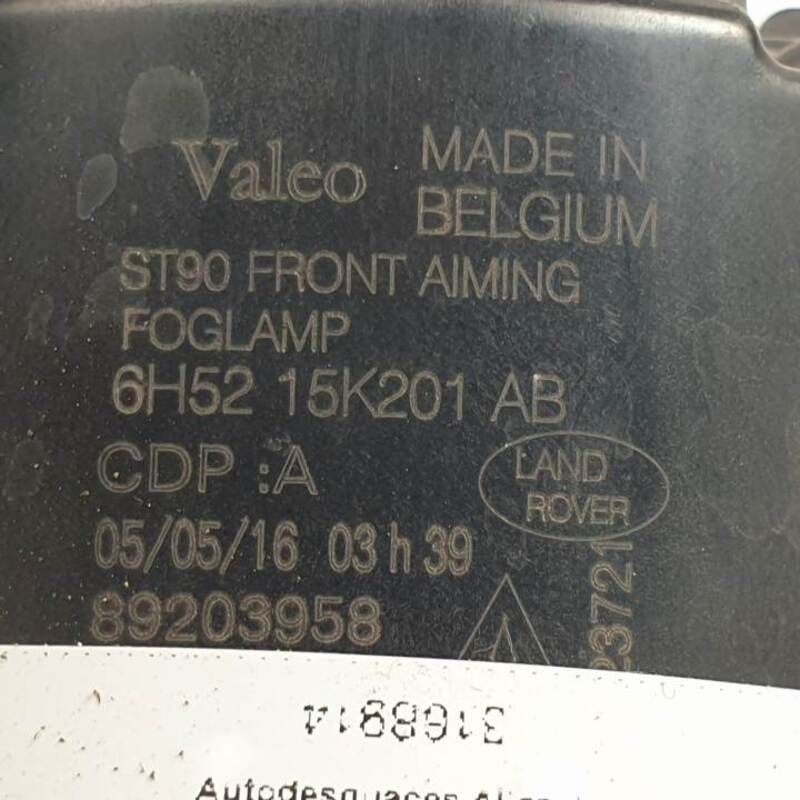 Valeo MADE IN
BELGIUM
ST90 FRONT AIMING
FOGLAMP
6H52 15K201 AB
CDP :A
LAND
ROVER
05/05/16 03 h 39
89203958
23721